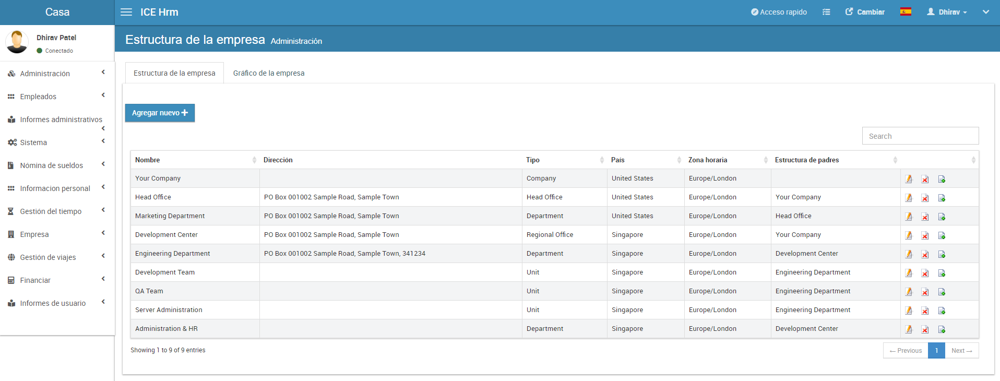 Casa
ICE Hrm
Acceso rapido
Cambiar
Dhirav
Dhirav Patel
Conectado
Estructura de la empresa Administración
Administración
Empleados
Informes administrativos
Sistema
Nómina de sueldos
Informacion personal
Gestión del tiempo
Empresa
Gestión de viajes
Financiar
Informes de usuario
Estructura de la empresa
Gráfico de la empresa
Agregar nuevo
Search
Nombre Dirección Tipo País Zona horaria Estructura de padres
Your Company Company United States Europe/London
Head Office PO Box 001002 Sample Road, Sample Town Head Office United States Europe/London Your Company
Marketing Department PO Box 001002 Sample Road, Sample Town Department United States Europe/London Head Office
Development Center PO Box 001002 Sample Road, Sample Town Regional Office Singapore Europe/London Your Company
Engineering Department PO Box 001002 Sample Road, Sample Town, 341234 Department Singapore Europe/London Development Center
Development Team Unit Singapore Europe/London Engineering Department
QA Team Unit Singapore Europe/London Engineering Department
Server Administration Unit Singapore Europe/London Engineering Department
Administration & HR Department Singapore Europe/London Development Center
Showing 1 to 9 of 9 entries
← Previous 1 Next →